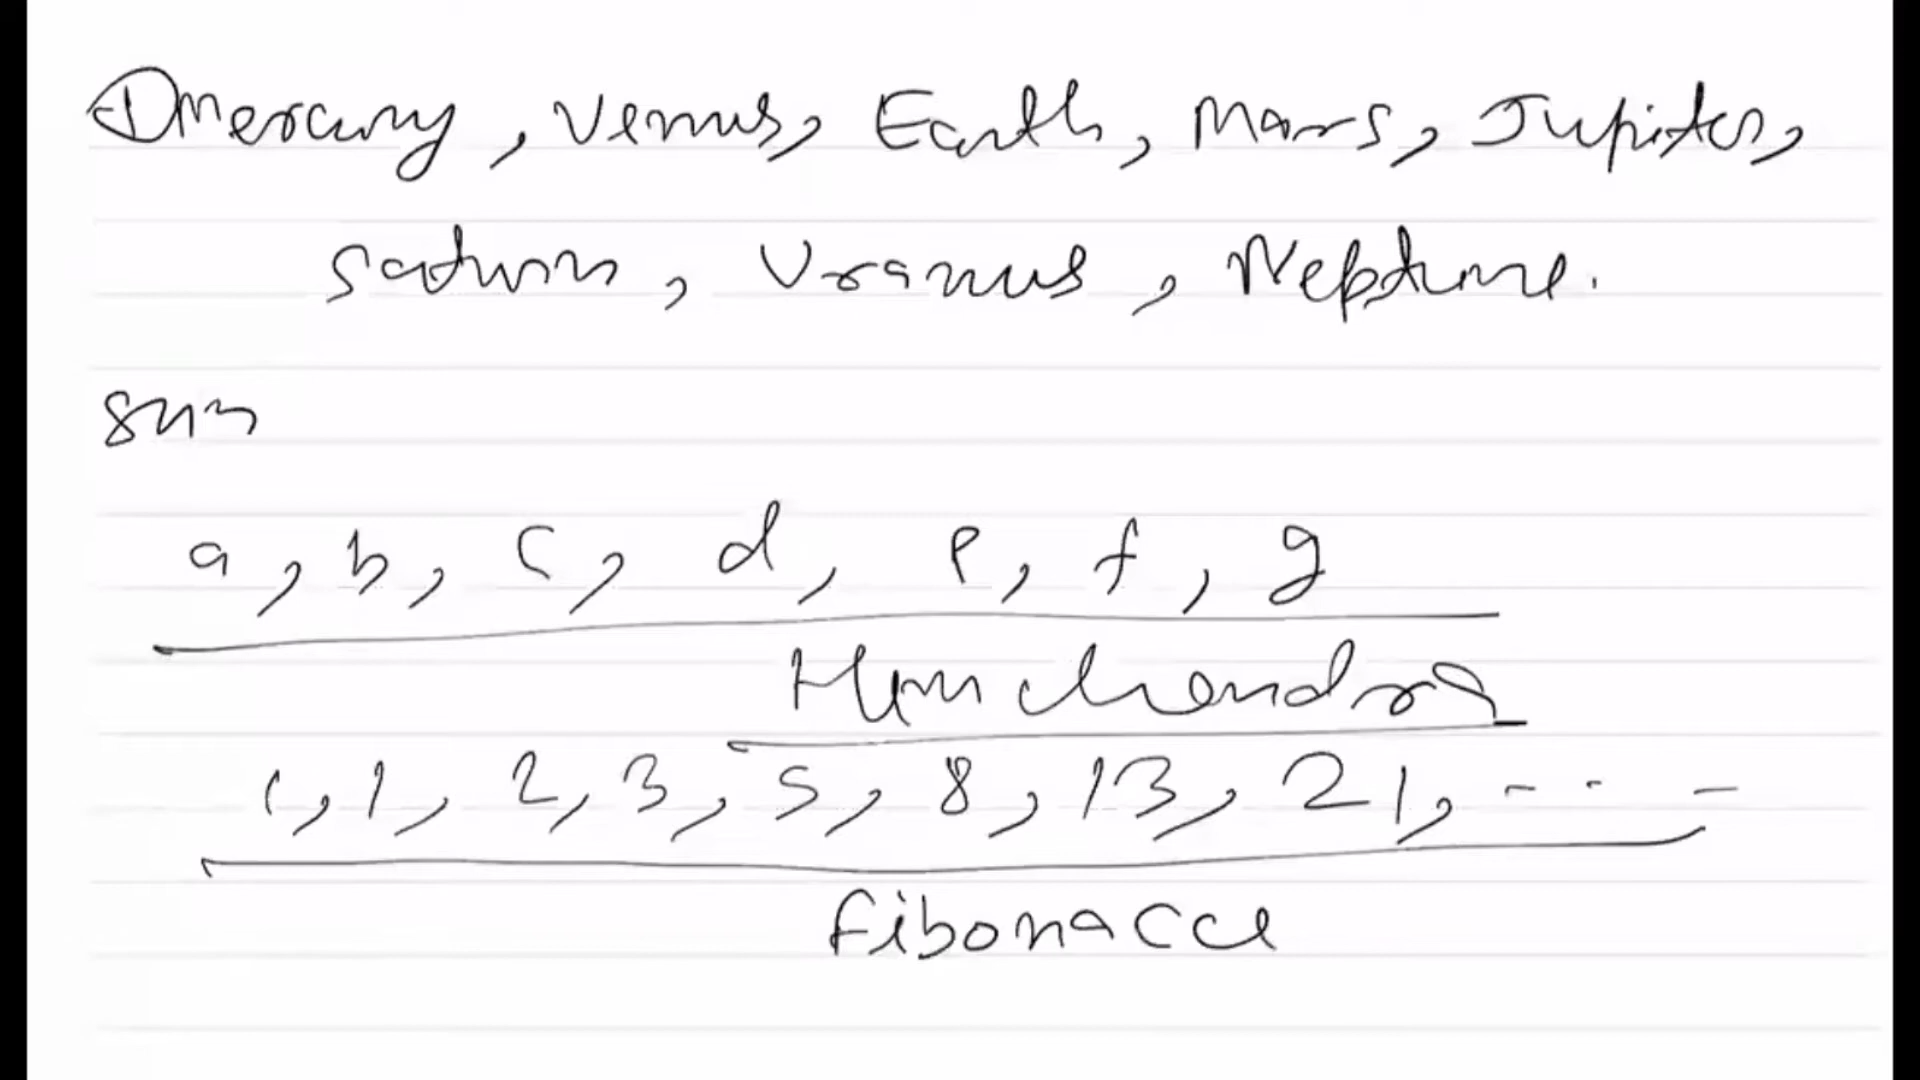 ① Mercury, Venus, Earth, Mars, Jupiter,
Saturn, Uranus, Neptune.
sun
a, b, c, d, e, f, g
Hemchandra
1, 1, 2, 3, 5, 8, 13, 21, - - -
fibonacci